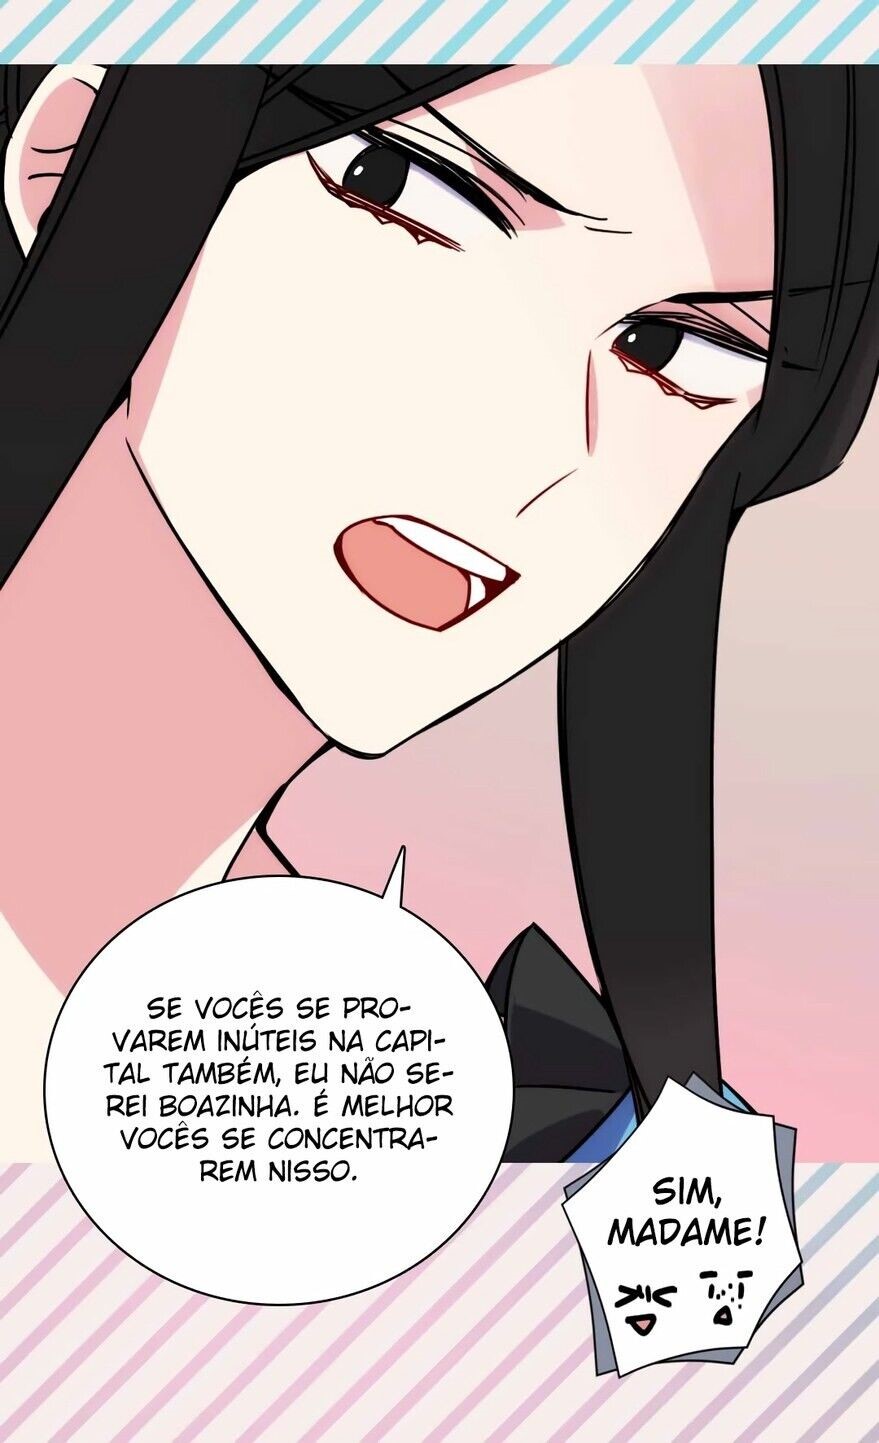 SE VOCÊS SE PRO-
VAREM INÚTEIS NA CAPI-
TAL TAMBÉM, EU NÃO SE-
REI BOAZINHA. É MELHOR
VOCÊS SE CONCENTRA-
REM NISSO.
SIM,
MADAME!